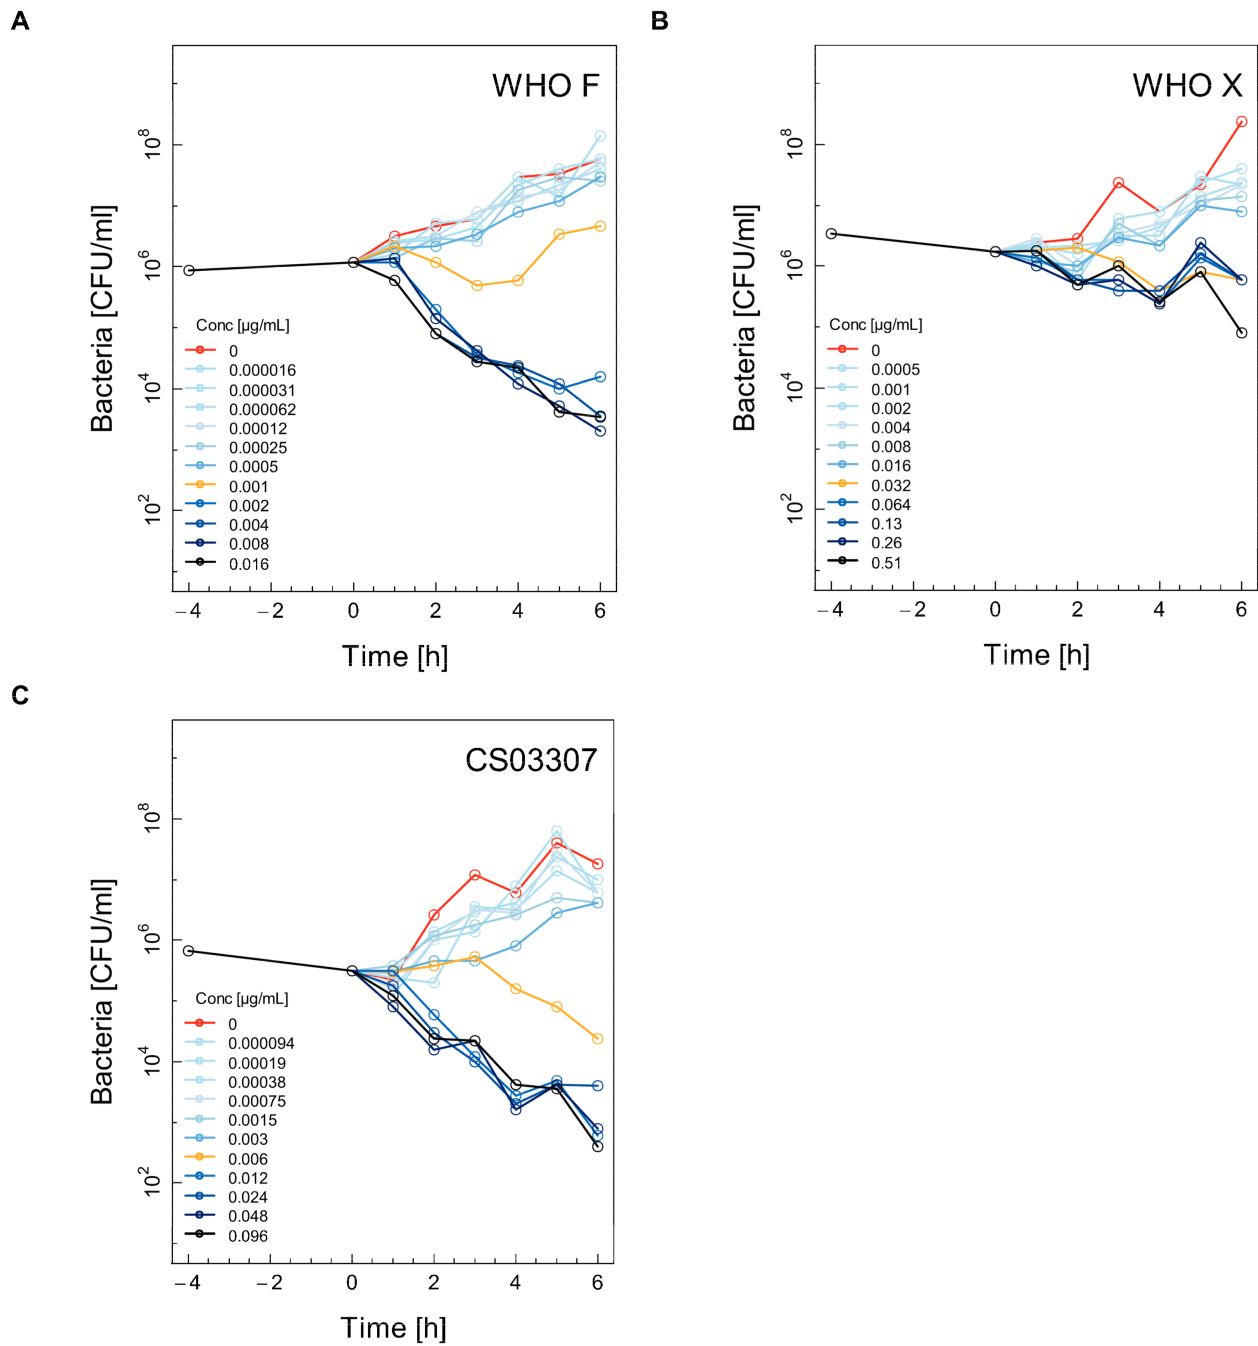 A
WHO F
Bacteria [CFU/ml]
10^8
10^6
10^4
10^2
Conc [µg/mL]
0
0.000016
0.000031
0.000062
0.00012
0.00025
0.0005
0.001
0.002
0.004
0.008
0.016
−4 −2 0 2 4 6
Time [h]
B
WHO X
Bacteria [CFU/ml]
10^8
10^6
10^4
10^2
Conc [µg/mL]
0
0.0005
0.001
0.002
0.004
0.008
0.016
0.032
0.064
0.13
0.26
0.51
−4 −2 0 2 4 6
Time [h]
C
CS03307
Bacteria [CFU/ml]
10^8
10^6
10^4
10^2
Conc [µg/mL]
0
0.000094
0.00019
0.00038
0.00075
0.0015
0.003
0.006
0.012
0.024
0.048
0.096
−4 −2 0 2 4 6
Time [h]